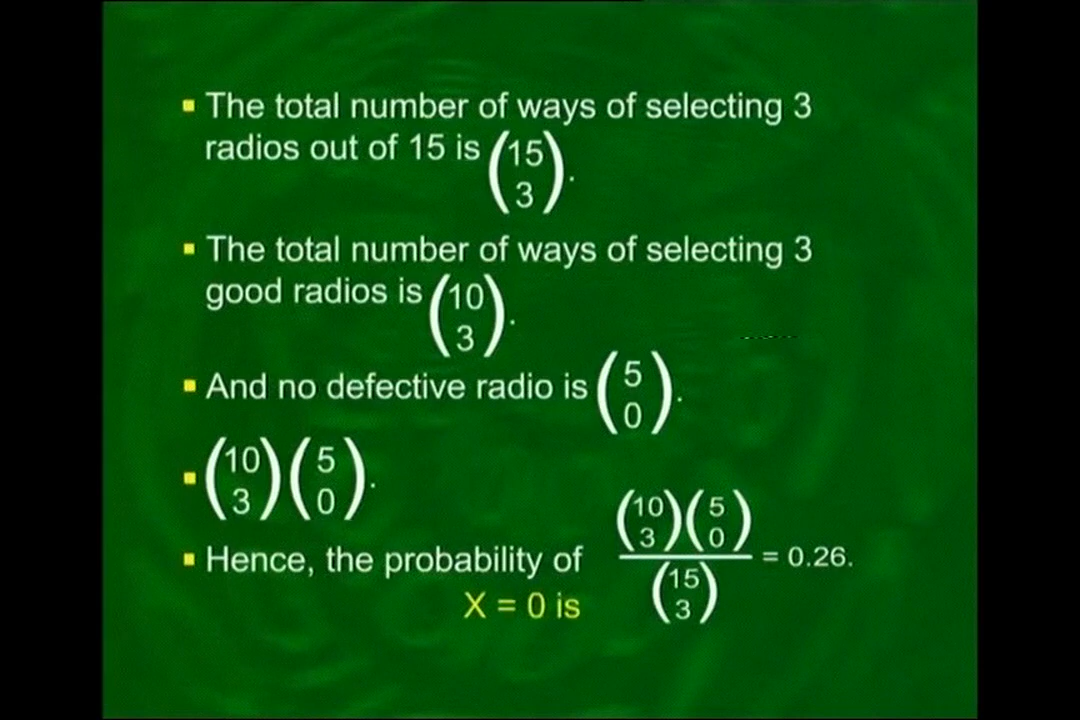 ▪ The total number of ways of selecting 3
radios out of 15 is (15
3).
▪ The total number of ways of selecting 3
good radios is (10
3).
▪ And no defective radio is (5
0).
▪ (10
3)(5
0).
▪ Hence, the probability of
X = 0 is
(10
3)(5
0)
(15
3)
= 0.26.